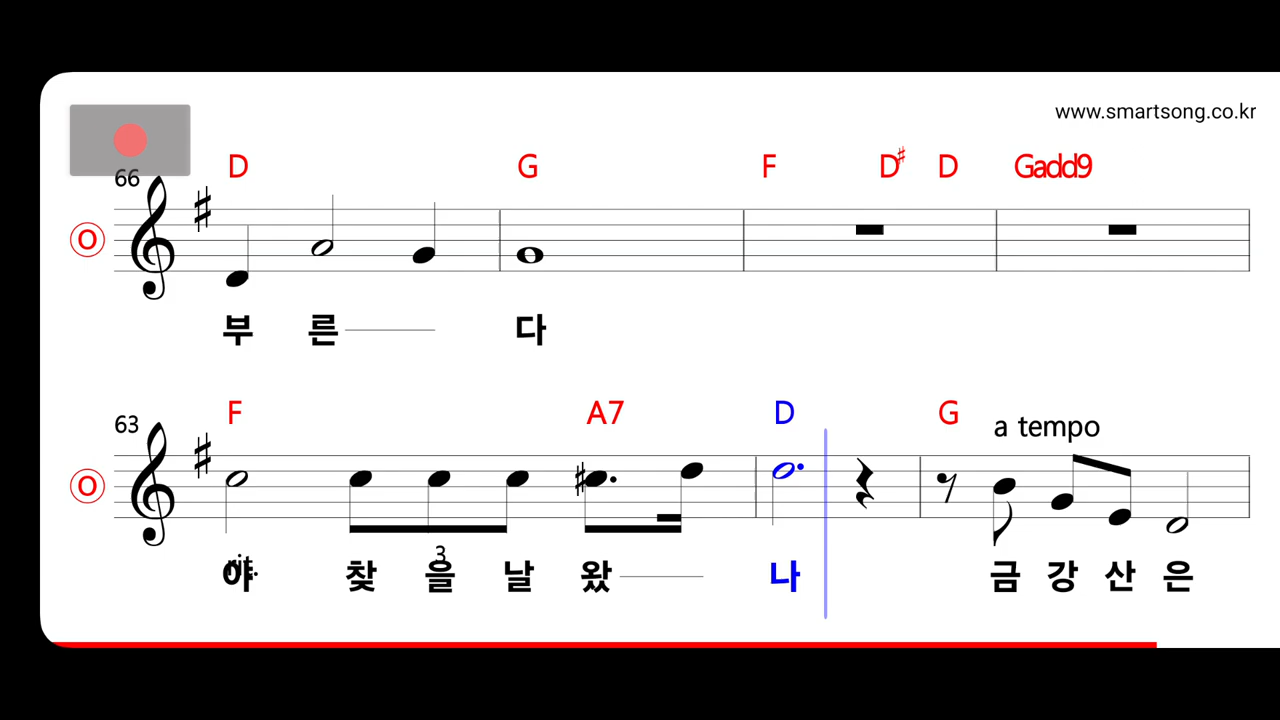 www.smartsong.co.kr
D G F D♯ D Gadd9
66
O
부 른 다
F A7 D G
a tempo
63
O
3
rit.
야 찾 을 날 왔 나 금 강 산 은